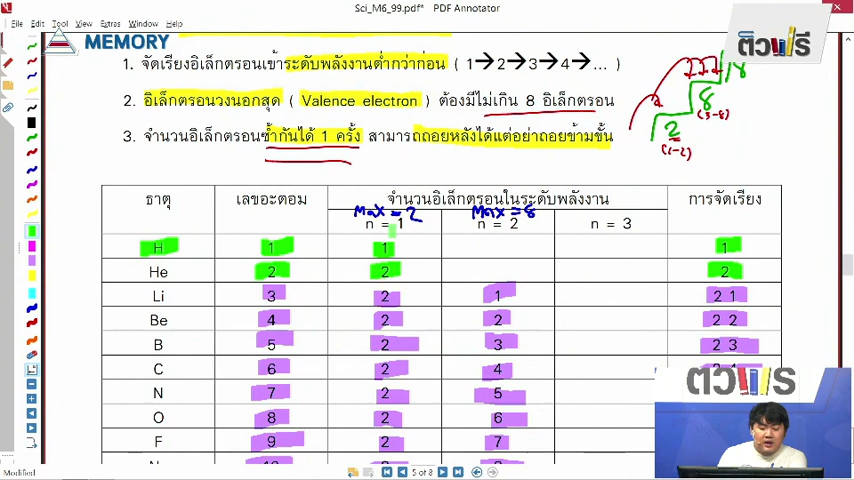 Sci_M6_99.pdf* - PDF Annotator
File Edit View Tools Extras Window Help
MEMORY
ติวฟรี
1. จัดเรียงอิเล็กตรอนเข้าระดับพลังงานต่ำกว่าก่อน ( 1➔2➔3➔4➔... )
18
2. อิเล็กตรอนวงนอกสุด ( Valence electron ) ต้องมีไม่เกิน 8 อิเล็กตรอน
8
(3-8)
3. จำนวนอิเล็กตรอนซ้ำกันได้ 1 ครั้ง สามารถถอยหลังได้แต่อย่าถอยข้ามขั้น
2
(1-2)
ธาตุ เลขอะตอม จำนวนอิเล็กตรอนในระดับพลังงาน การจัดเรียง
Max = 2 Max = 8
n = 1 n = 2 n = 3
H 1 1 1
He 2 2 2
Li 3 2 1 2 1
Be 4 2 2 2 2
B 5 2 3 2 3
C 6 2 4
N 7 2 5
O 8 2 6
F 9 2 7
ติวฟรี
Modified
5 of 8